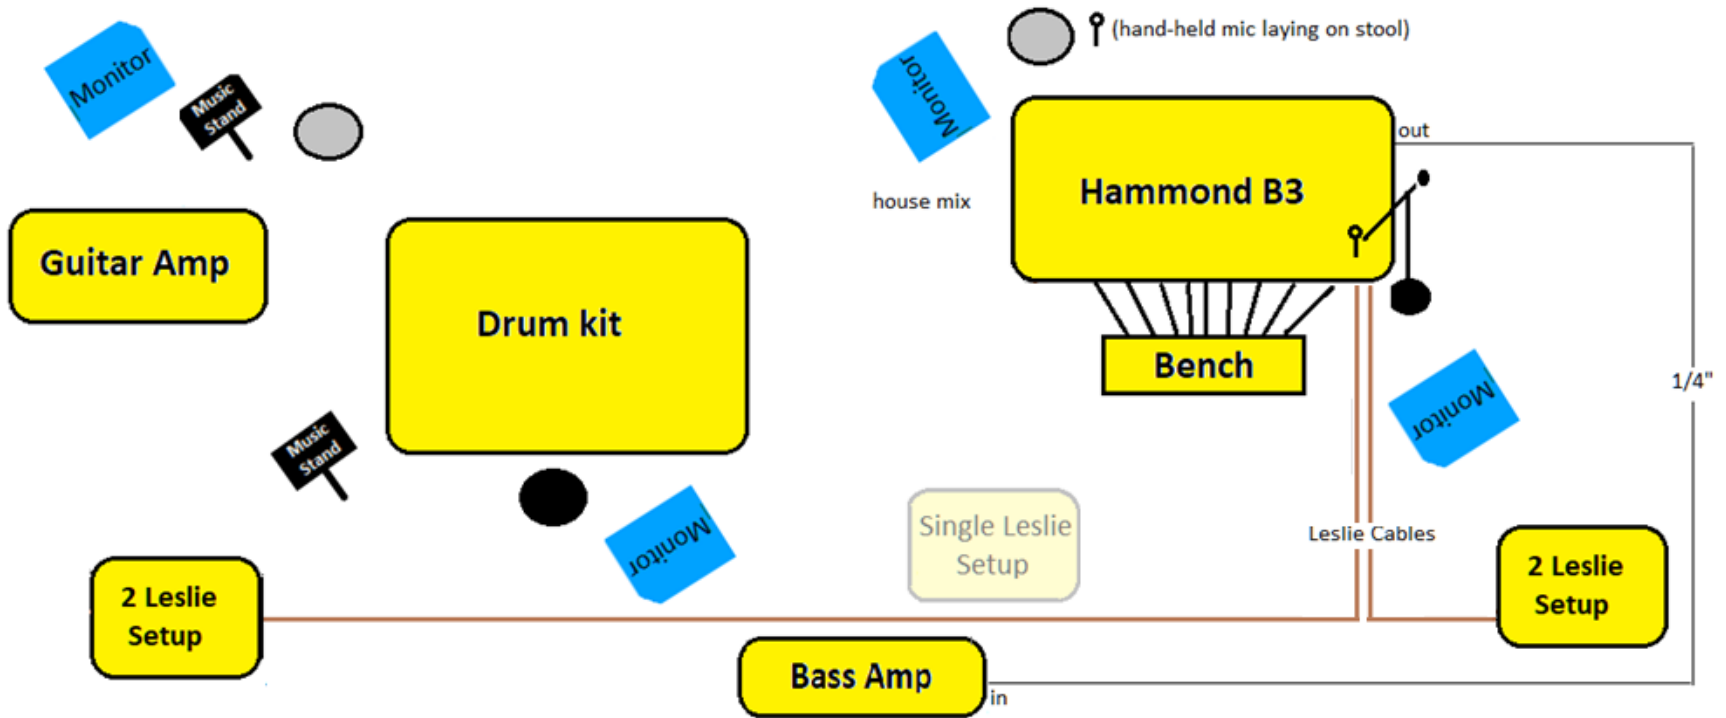 (hand-held mic laying on stool)
Monitor
Monitor
Music
Stand
out
Hammond B3
house mix
Guitar Amp
Drum kit
Bench
1/4"
Monitor
Music
Stand
Single Leslie
Setup
Leslie Cables
Monitor
2 Leslie
Setup
2 Leslie
Setup
Bass Amp
in